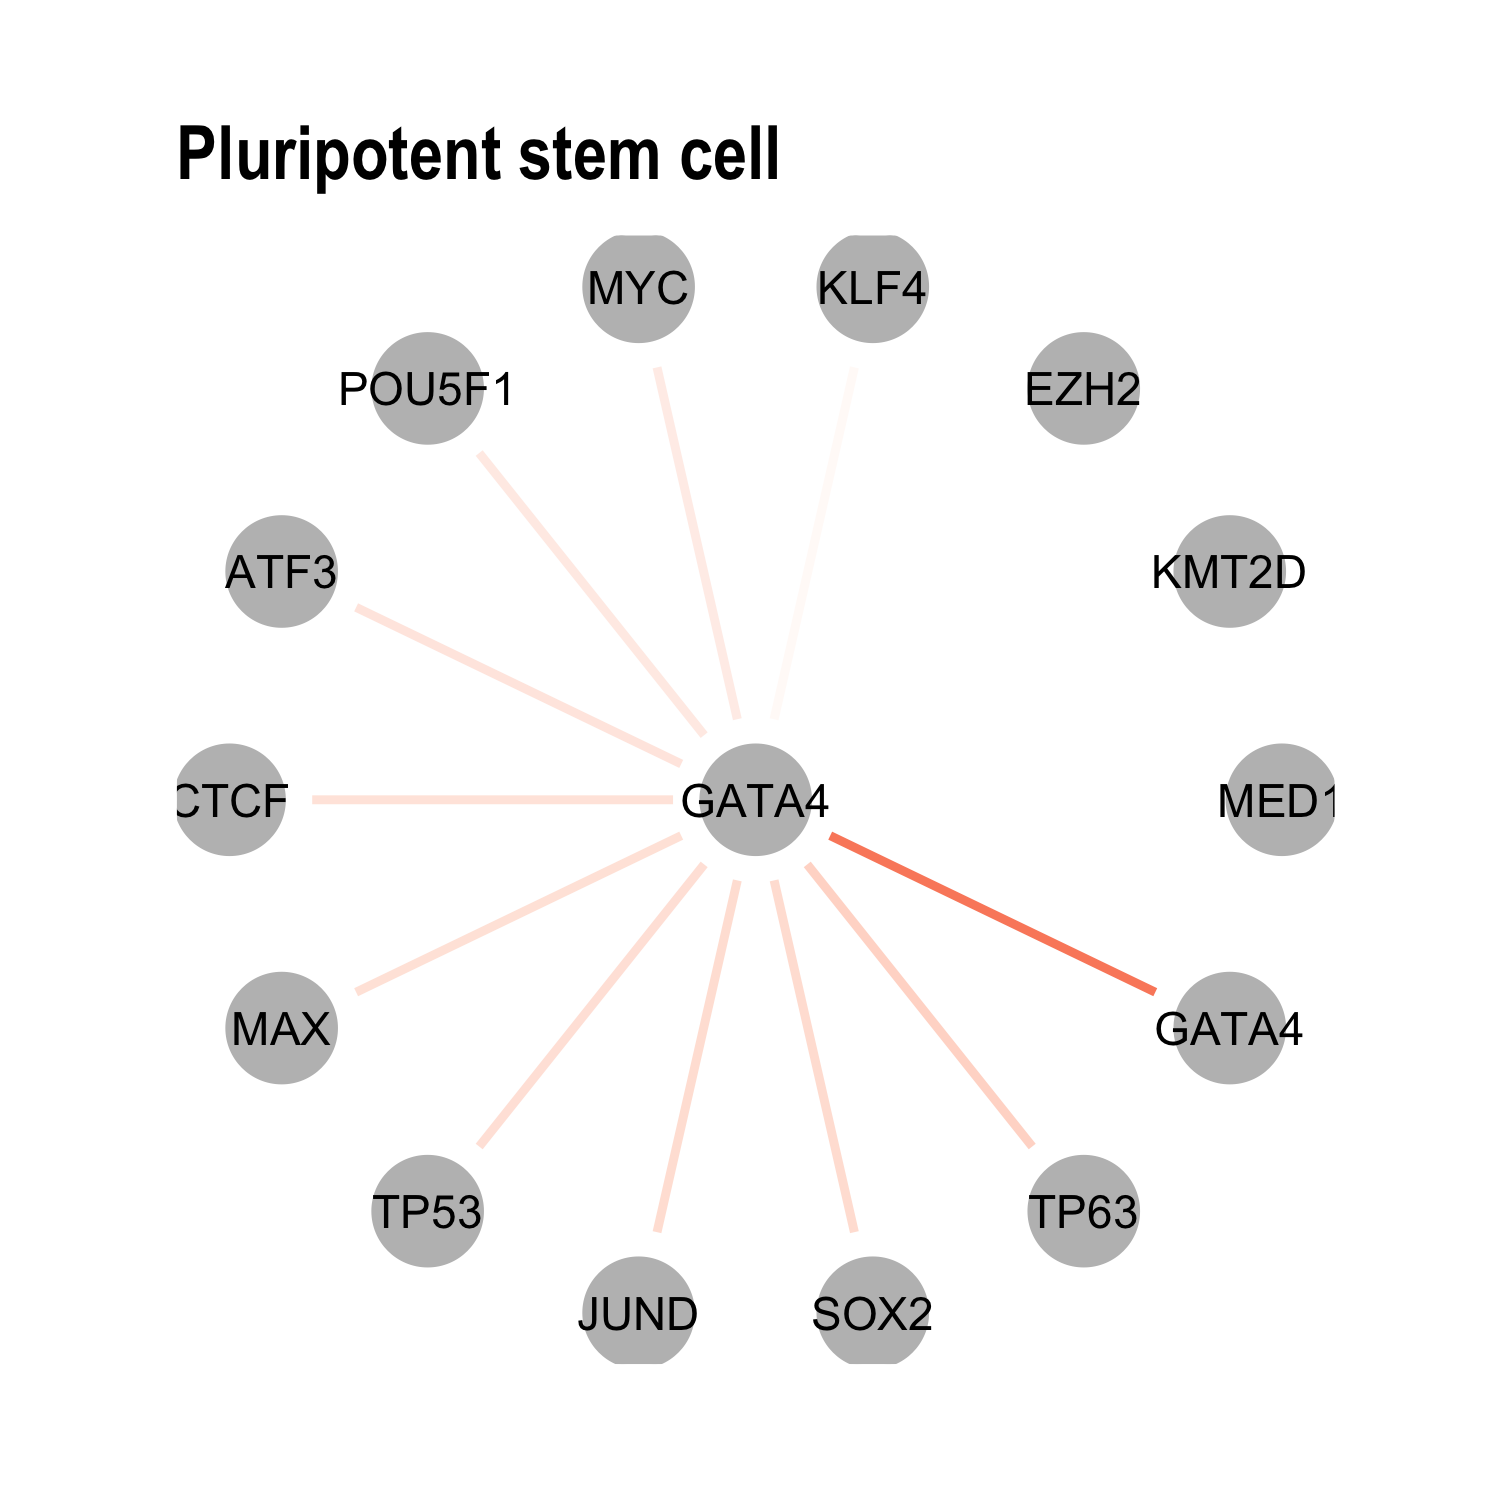 Pluripotent stem cell
MYC
KLF4
POU5F1
EZH2
ATF3
KMT2D
CTCF
GATA4
MED1
MAX
GATA4
TP53
TP63
JUND
SOX2